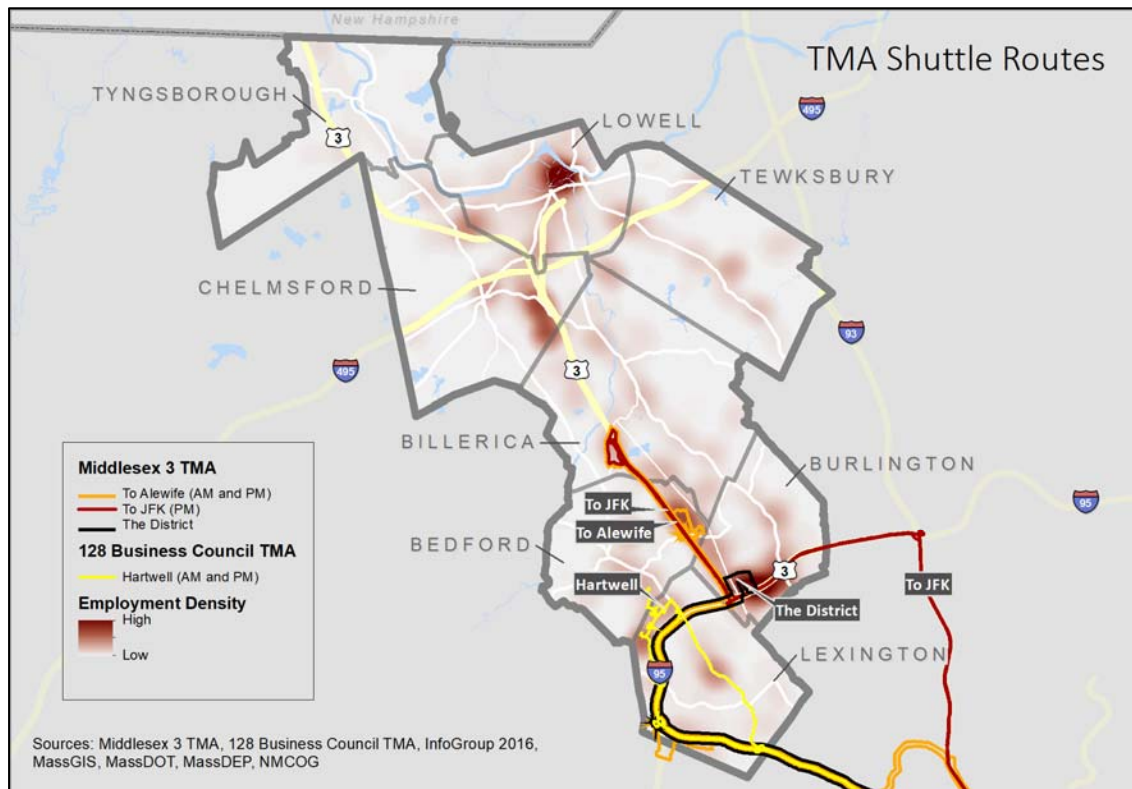 New Hampshire
TMA Shuttle Routes
TYNGSBOROUGH
3
LOWELL
495
TEWKSBURY
CHELMSFORD
93
495
3
BILLERICA
BURLINGTON
95
To JFK
To Alewife
BEDFORD
3
To JFK
Hartwell
The District
LEXINGTON
95
Middlesex 3 TMA
To Alewife (AM and PM)
To JFK (PM)
The District
128 Business Council TMA
Hartwell (AM and PM)
Employment Density
High
Low
Sources: Middlesex 3 TMA, 128 Business Council TMA, InfoGroup 2016,
MassGIS, MassDOT, MassDEP, NMCOG